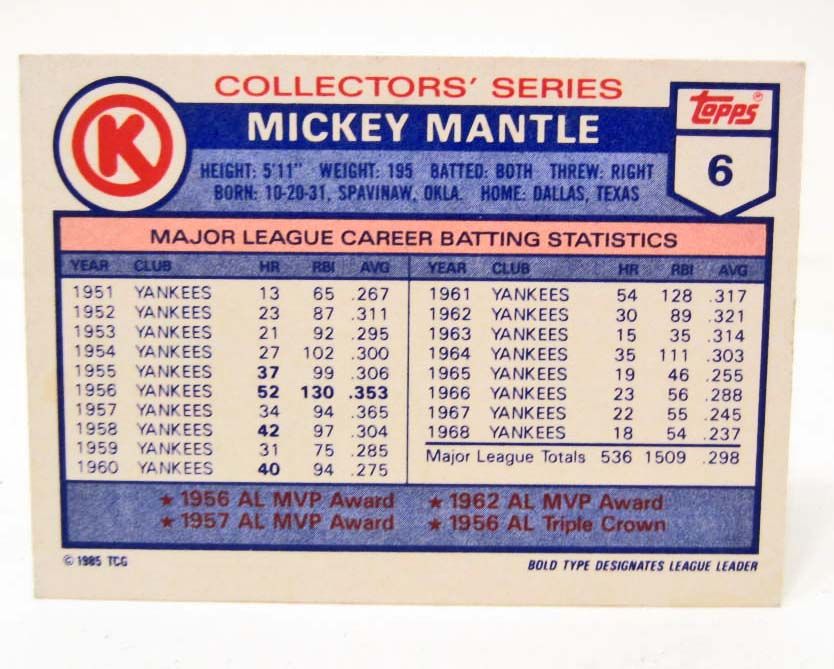 COLLECTORS' SERIES
K
MICKEY MANTLE
TOPPS®
6
HEIGHT: 5'11" WEIGHT: 195 BATTED: BOTH THREW: RIGHT
BORN: 10-20-31, SPAVINAW, OKLA. HOME: DALLAS, TEXAS
MAJOR LEAGUE CAREER BATTING STATISTICS
YEAR CLUB HR RBI AVG YEAR CLUB HR RBI AVG
1951 YANKEES 13 65 .267 1961 YANKEES 54 128 .317
1952 YANKEES 23 87 .311 1962 YANKEES 30 89 .321
1953 YANKEES 21 92 .295 1963 YANKEES 15 35 .314
1954 YANKEES 27 102 .300 1964 YANKEES 35 111 .303
1955 YANKEES 37 99 .306 1965 YANKEES 19 46 .255
1956 YANKEES 52 130 .353 1966 YANKEES 23 56 .288
1957 YANKEES 34 94 .365 1967 YANKEES 22 55 .245
1958 YANKEES 42 97 .304 1968 YANKEES 18 54 .237
1959 YANKEES 31 75 .285 Major League Totals 536 1509 .298
1960 YANKEES 40 94 .275
★ 1956 AL MVP Award ★ 1962 AL MVP Award
★ 1957 AL MVP Award ★ 1956 AL Triple Crown
© 1985 TCG BOLD TYPE DESIGNATES LEAGUE LEADER